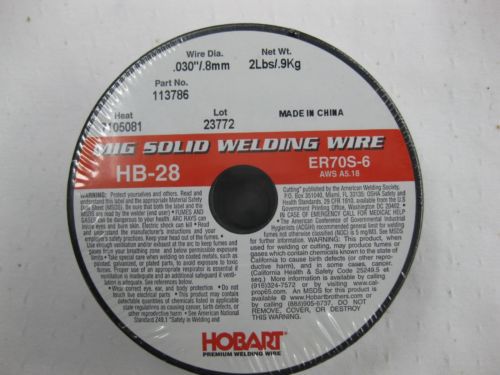 Wire Dia.
.030"/.8mm
Net Wt.
2Lbs/.9Kg
Part No.
113786
Heat
105081
Lot
23772
MADE IN CHINA
MIG SOLID WELDING WIRE
HB-28
ER70S-6
AWS A5.18
WARNING: Protect yourselves and others. Read and
understand this label and the appropriate Material Safety
Data Sheet (MSDS). Be sure that both the label and the
MSDS are read by the welder (end user) • FUMES AND
GASES can be dangerous to your health. ARC RAYS can
injure eyes and burn skin. Electric shock can kill • Read
and understand the manufacturer's instructions and your
employer's safety practices. Keep your head out of the fumes.
Use enough ventilation and/or exhaust at the arc to keep fumes and
gases from your breathing zone, and below permissible exposure
limits • Take special care when welding on coated metals, such as
plated, galvanized, or plated parts, to avoid exposure to toxic
fumes. Proper use of an appropriate respirator is essential if
ventilation is inadequate and an additional safeguard if venti-
lation is adequate. See references below.
• Wear correct eye, ear, and body protection • Do not
touch live electrical parts • This product may contain
detectable quantities of chemicals listed in applicable
state regulations as causing cancer, birth defects, or
other reproductive harm • See American National
Standard Z49.1 "Safety in Welding and
Cutting" published by the American Welding Society,
P.O. Box 351040, Miami, FL 33135; OSHA Safety and
Health Standards, 29 CFR 1910, available from the U.S.
Government Printing Office, Washington DC 20402. •
IN CASE OF EMERGENCY CALL FOR MEDICAL HELP
• The American Conference of Governmental Industrial
Hygienists (ACGIH) recommended general limit for welding
fumes not otherwise classified (NOC) is 5 mg/M3. See MSDS
for further information. WARNING: This product, when
used for welding or cutting, may produce fumes or
gases which contain chemicals known to the state of
California to cause birth defects (or other repro-
ductive harm), and in some cases, cancer.
(California Health & Safety Code 25249.5 et
seq.) More information is available by calling
(916)324-7572 or by visiting www.cal-
prop65.com. An MSDS for this product is
available @ www.Hobartbrothers.com or
by calling (885)905-6737. DO NOT
REMOVE, COVER, OR DESTROY
THIS WARNING.
HOBART
PREMIUM WELDING WIRE